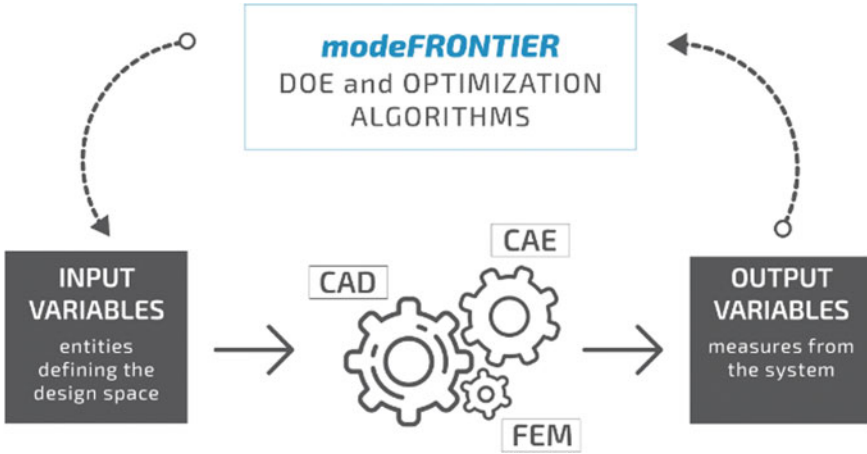 modeFRONTIER
DOE and OPTIMIZATION
ALGORITHMS
INPUT
VARIABLES
entities
defining the
design space
CAD
CAE
FEM
OUTPUT
VARIABLES
measures from
the system